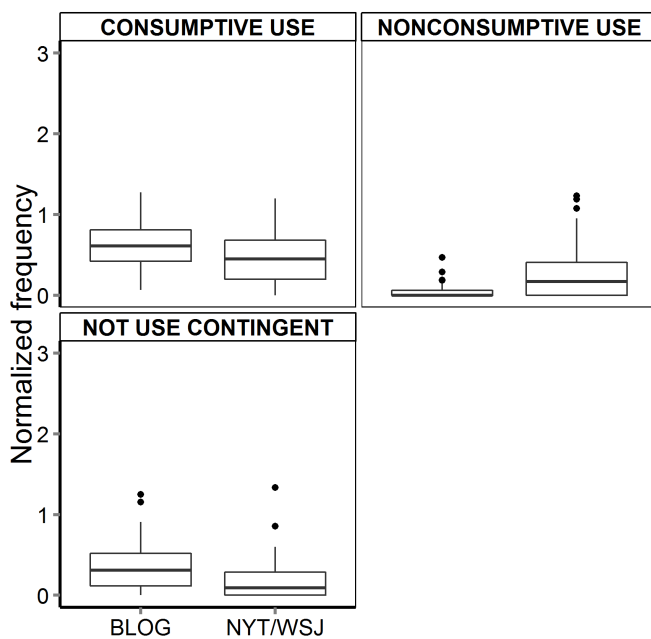 CONSUMPTIVE USE
NONCONSUMPTIVE USE
3
2
1
0
Normalized frequency
NOT USE CONTINGENT
3
2
1
0
BLOG
NYT/WSJ